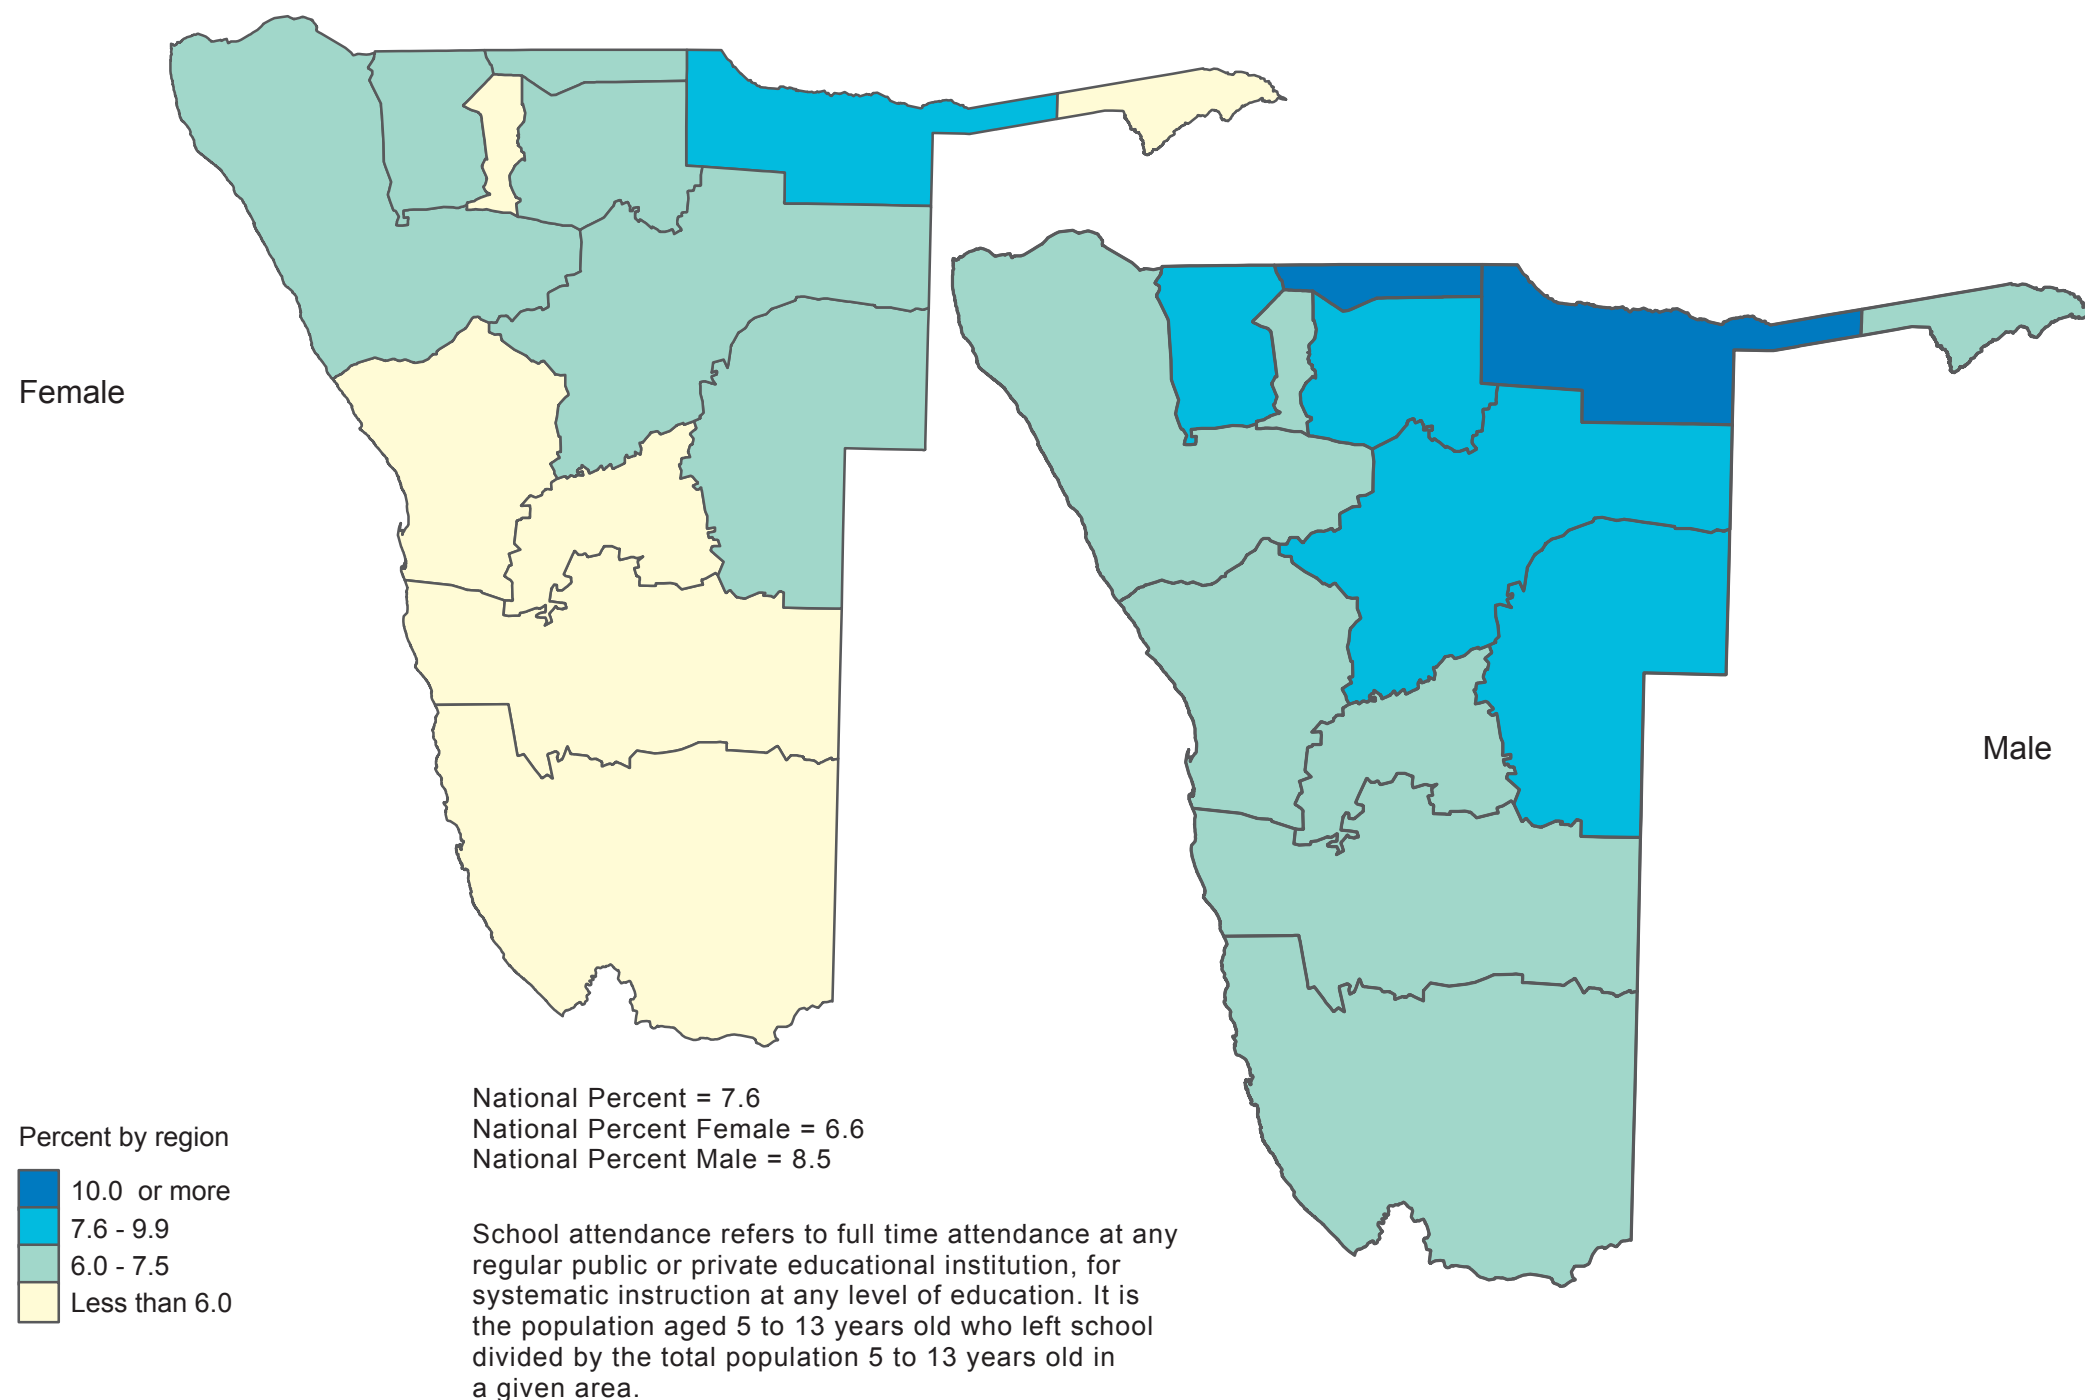 Female
Male
National Percent = 7.6
National Percent Female = 6.6
National Percent Male = 8.5
Percent by region
10.0 or more
7.6 - 9.9
6.0 - 7.5
Less than 6.0
School attendance refers to full time attendance at any
regular public or private educational institution, for
systematic instruction at any level of education. It is
the population aged 5 to 13 years old who left school
divided by the total population 5 to 13 years old in
a given area.